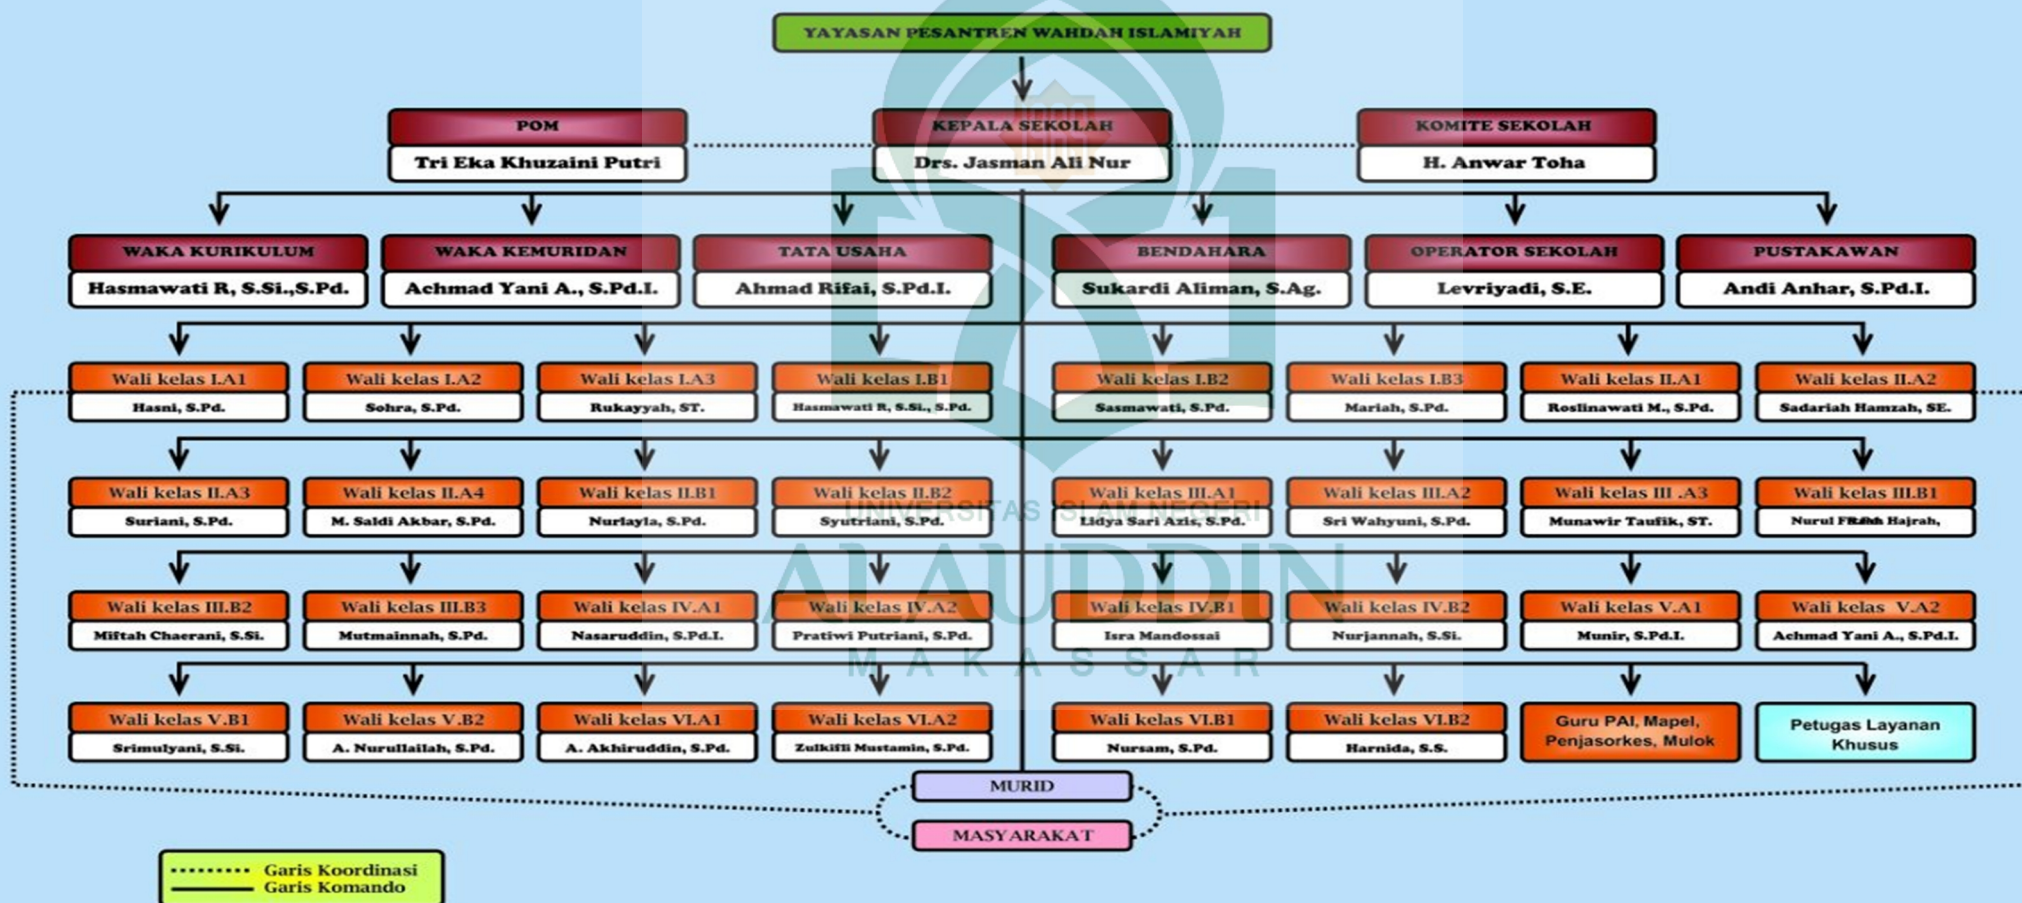 YAYASAN PESANTREN WAHDAH ISLAMIYAH
POM
Tri Eka Khuzaini Putri
KEPALA SEKOLAH
Drs. Jasman Ali Nur
KOMITE SEKOLAH
H. Anwar Toha
WAKA KURIKULUM
Hasmawati R, S.Si.,S.Pd.
WAKA KEMURIDAN
Achmad Yani A., S.Pd.I.
TATA USAHA
Ahmad Rifai, S.Pd.I.
BENDAHARA
Sukardi Aliman, S.Ag.
OPERATOR SEKOLAH
Levriyadi, S.E.
PUSTAKAWAN
Andi Anhar, S.Pd.I.
Wali kelas I.A1
Hasni, S.Pd.
Wali kelas I.A2
Sohra, S.Pd.
Wali kelas I.A3
Rukayyah, ST.
Wali kelas I.B1
Hasmawati R, S.Si., S.Pd.
Wali kelas I.B2
Sasmawati, S.Pd.
Wali kelas I.B3
Mariah, S.Pd.
Wali kelas II.A1
Roslinawati M., S.Pd.
Wali kelas II.A2
Sadariah Hamzah, SE.
Wali kelas II.A3
Suriani, S.Pd.
Wali kelas II.A4
M. Saldi Akbar, S.Pd.
Wali kelas II.B1
Nurlayla, S.Pd.
Wali kelas II.B2
Syutriani, S.Pd.
Wali kelas III.A1
Lidya Sari Azis, S.Pd.
Wali kelas III.A2
Sri Wahyuni, S.Pd.
Wali kelas III .A3
Munawir Taufik, ST.
Wali kelas III.B1
Nurul Hajrah,
UNIVERSITAS ISLAM NEGERI
ALAUDDIN
MAKASSAR
Wali kelas III.B2
Miftah Chaerani, S.Si.
Wali kelas III.B3
Mutmainnah, S.Pd.
Wali kelas IV.A1
Nasaruddin, S.Pd.I.
Wali kelas IV.A2
Pratiwi Putriani, S.Pd.
Wali kelas IV.B1
Isra Mandossai
Wali kelas IV.B2
Nurjannah, S.Si.
Wali kelas V.A1
Munir, S.Pd.I.
Wali kelas V.A2
Achmad Yani A., S.Pd.I.
Wali kelas V.B1
Srimulyani, S.Si.
Wali kelas V.B2
A. Nurullailah, S.Pd.
Wali kelas VI.A1
A. Akhiruddin, S.Pd.
Wali kelas VI.A2
Zulkifli Mustamin, S.Pd.
Wali kelas VI.B1
Nursam, S.Pd.
Wali kelas VI.B2
Harnida, S.S.
Guru PAI, Mapel,
Penjasorkes, Mulok
Petugas Layanan
Khusus
MURID
MASYARAKAT
Garis Koordinasi
Garis Komando